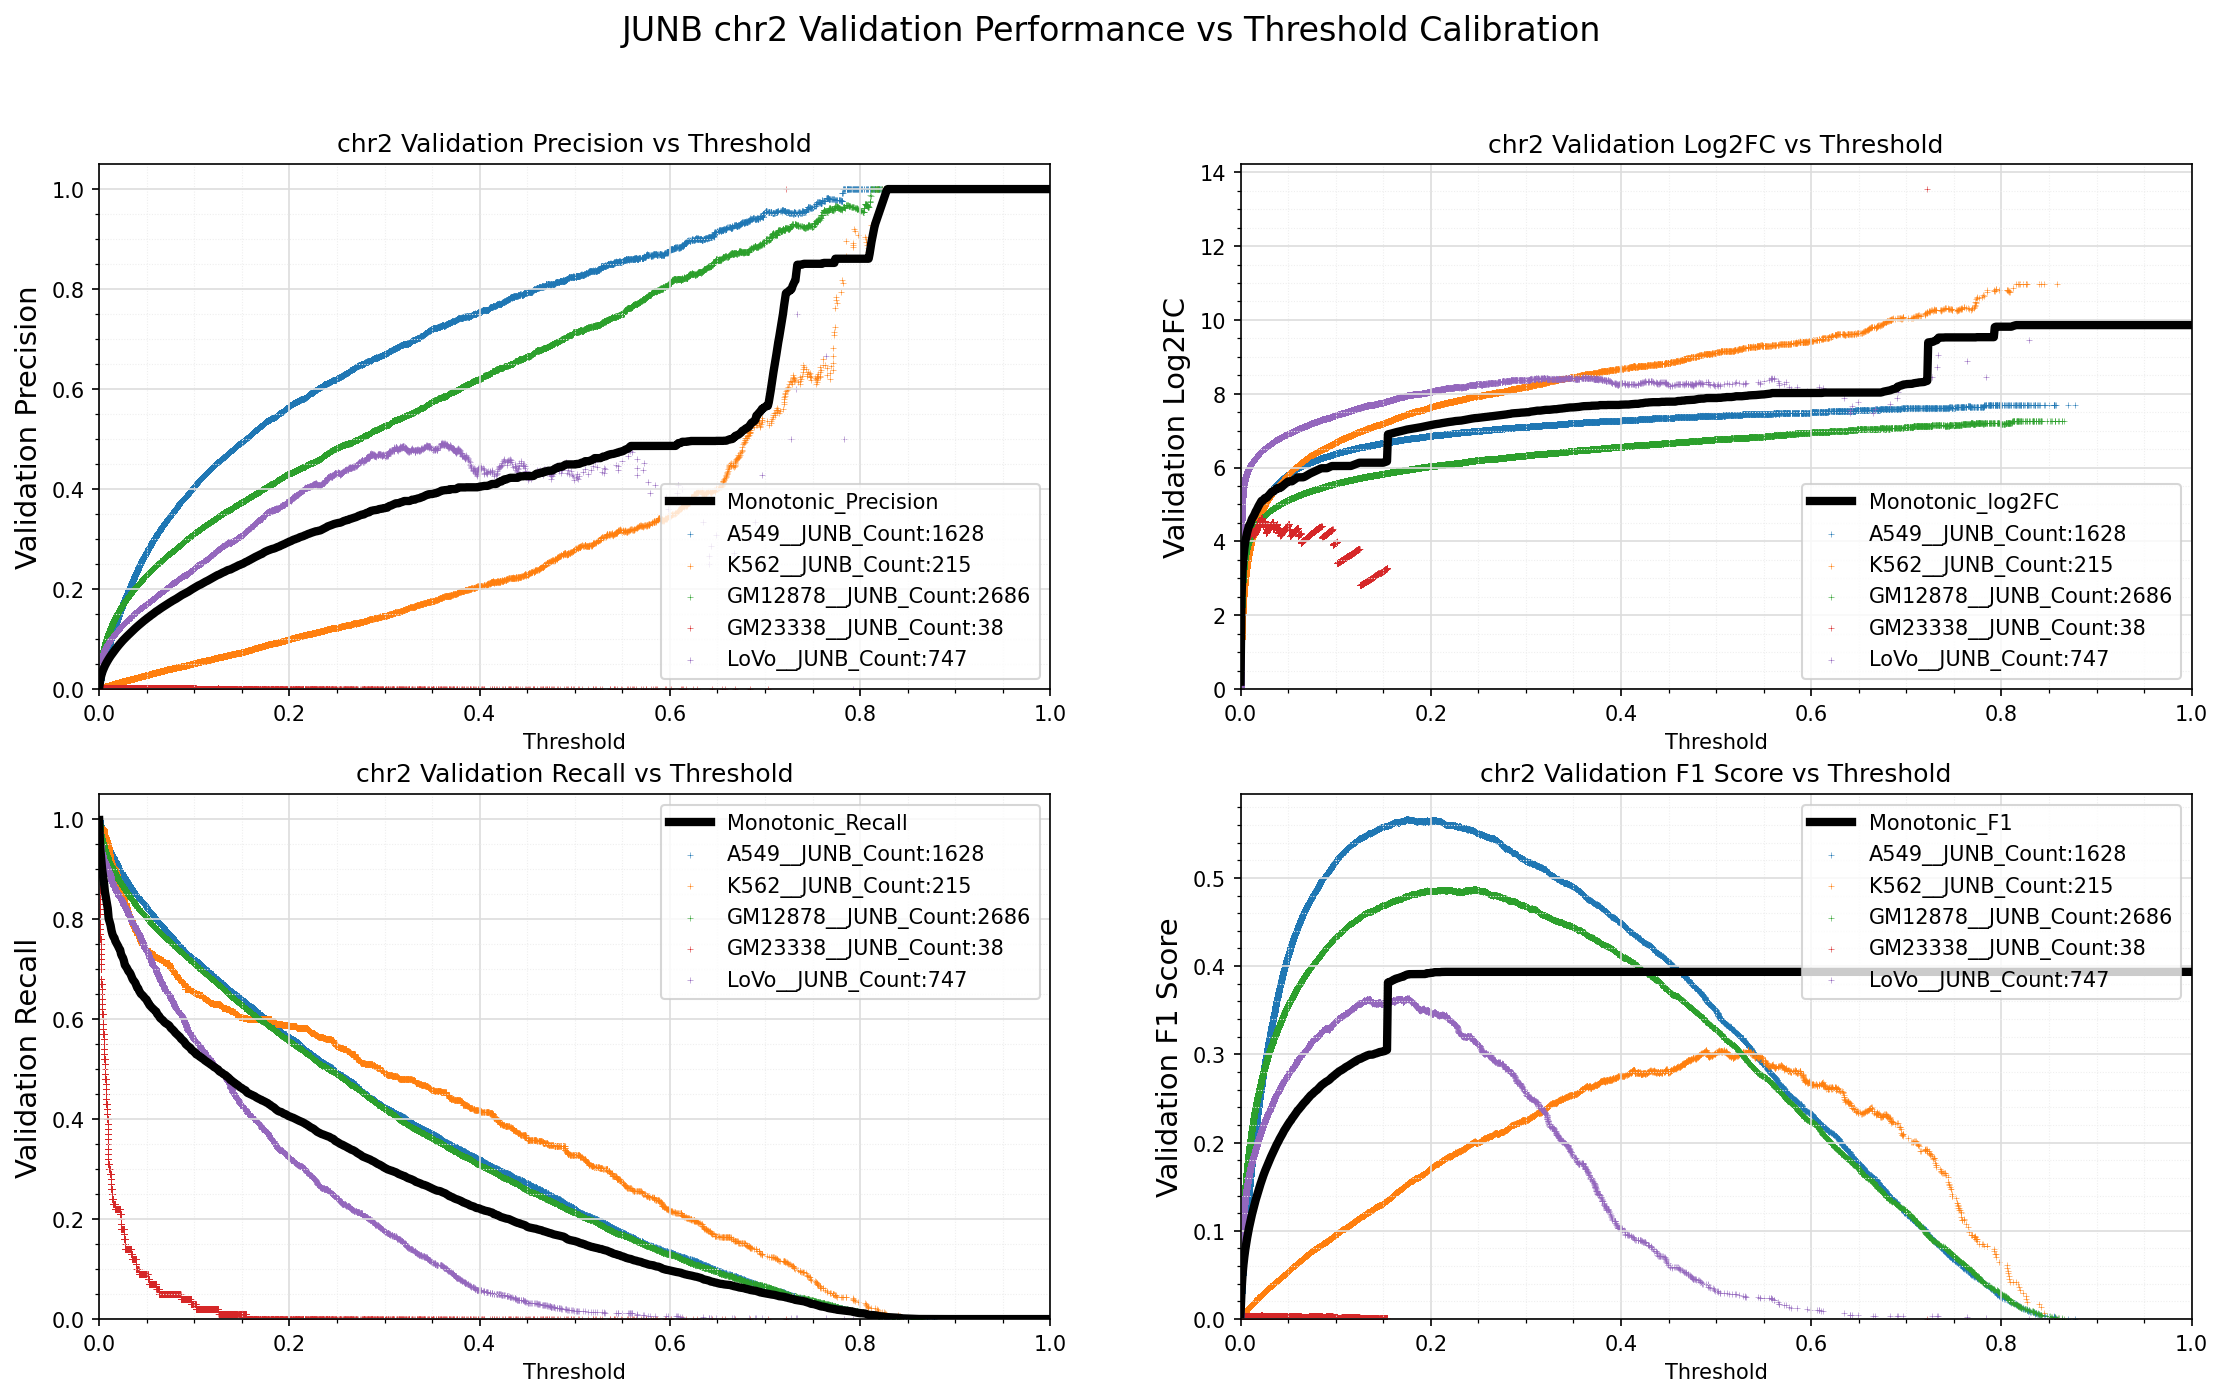 JUNB chr2 Validation Performance vs Threshold Calibration
chr2 Validation Precision vs Threshold
Validation Precision
1.0
0.8
0.6
0.4
0.2
0.0
0.0 0.2 0.4 0.6 0.8 1.0
Threshold
Monotonic_Precision
A549__JUNB_Count:1628
K562__JUNB_Count:215
GM12878__JUNB_Count:2686
GM23338__JUNB_Count:38
LoVo__JUNB_Count:747
chr2 Validation Log2FC vs Threshold
Validation Log2FC
14
12
10
8
6
4
2
0
0.0 0.2 0.4 0.6 0.8 1.0
Threshold
Monotonic_log2FC
A549__JUNB_Count:1628
K562__JUNB_Count:215
GM12878__JUNB_Count:2686
GM23338__JUNB_Count:38
LoVo__JUNB_Count:747
chr2 Validation Recall vs Threshold
Validation Recall
1.0
0.8
0.6
0.4
0.2
0.0
0.0 0.2 0.4 0.6 0.8 1.0
Threshold
Monotonic_Recall
A549__JUNB_Count:1628
K562__JUNB_Count:215
GM12878__JUNB_Count:2686
GM23338__JUNB_Count:38
LoVo__JUNB_Count:747
chr2 Validation F1 Score vs Threshold
Validation F1 Score
0.5
0.4
0.3
0.2
0.1
0.0
0.0 0.2 0.4 0.6 0.8 1.0
Threshold
Monotonic_F1
A549__JUNB_Count:1628
K562__JUNB_Count:215
GM12878__JUNB_Count:2686
GM23338__JUNB_Count:38
LoVo__JUNB_Count:747